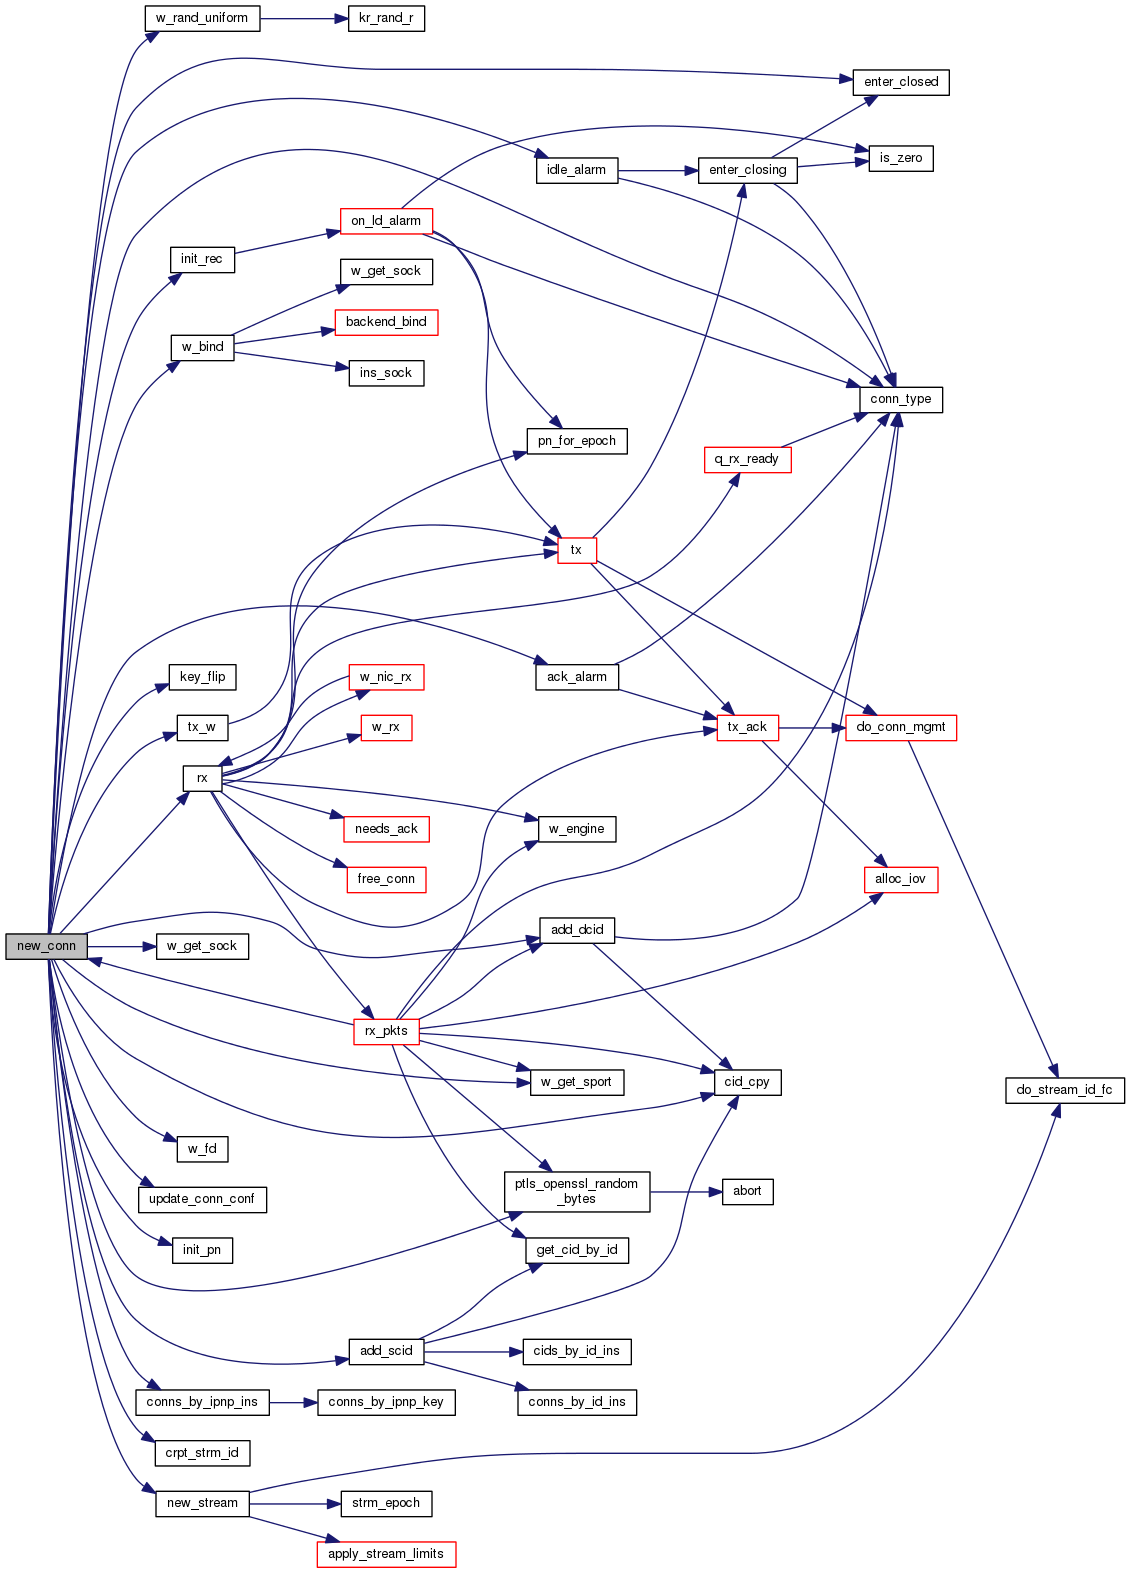 w_rand_uniform
kr_rand_r
enter_closed
is_zero
idle_alarm
enter_closing
on_ld_alarm
init_rec
w_get_sock
backend_bind
w_bind
ins_sock
conn_type
pn_for_epoch
q_rx_ready
tx
key_flip
w_nic_rx
ack_alarm
tx_w
w_rx
tx_ack
do_conn_mgmt
rx
needs_ack
w_engine
free_conn
alloc_iov
add_dcid
new_conn
w_get_sock
rx_pkts
w_get_sport
cid_cpy
do_stream_id_fc
w_fd
ptls_openssl_random
_bytes
abort
update_conn_conf
init_pn
get_cid_by_id
add_scid
cids_by_id_ins
conns_by_ipnp_ins
conns_by_ipnp_key
conns_by_id_ins
crpt_strm_id
new_stream
strm_epoch
apply_stream_limits